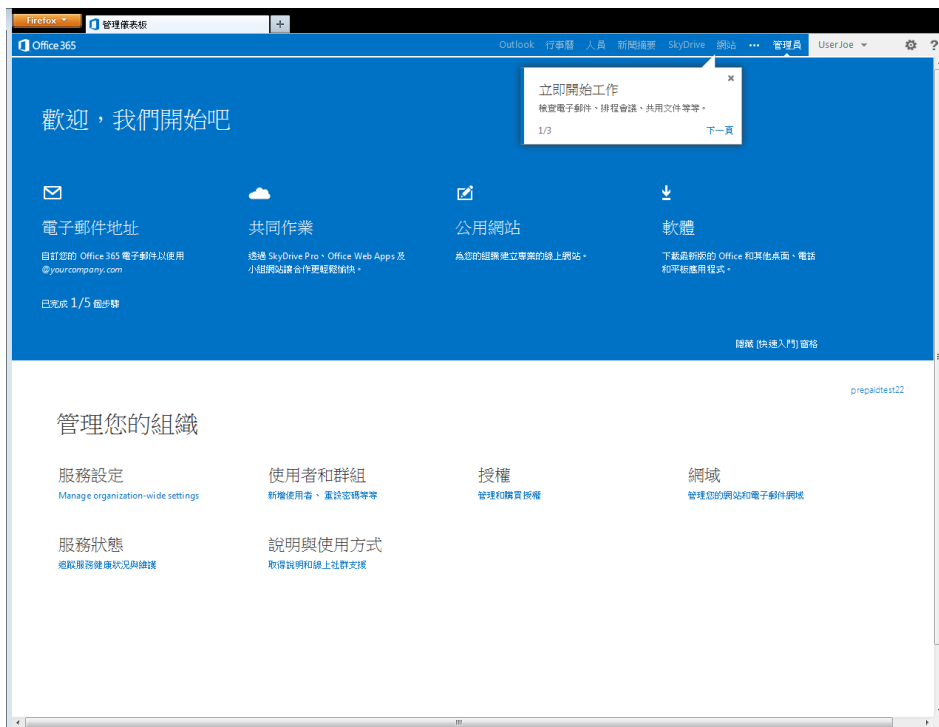 Firefox
管理儀表板
Office 365
Outlook 行事曆 人員 新聞摘要 SkyDrive 網站 ••• 管理員 UserJoe
?
立即開始工作
檢查電子郵件、排程會議、共用文件等等。
1/3 下一頁
歡迎，我們開始吧
電子郵件地址
自訂您的 Office 365 電子郵件以使用
@yourcompany.com
已完成 1/5 個步驟
共同作業
透過 SkyDrive Pro、Office Web Apps 及
小組網站讓合作更輕鬆愉快。
公用網站
為您的組織建立專業的線上網站。
軟體
下載最新版的 Office 和其他桌面、電話
和平板應用程式。
隱藏 [快速入門] 窗格
prepaidtest22
管理您的組織
服務設定
Manage organization-wide settings
使用者和群組
新增使用者、重設密碼等等
授權
管理和購買授權
網域
管理您的網站和電子郵件網域
服務狀態
追蹤服務健康狀況與維護
說明與使用方式
取得說明和線上社群支援